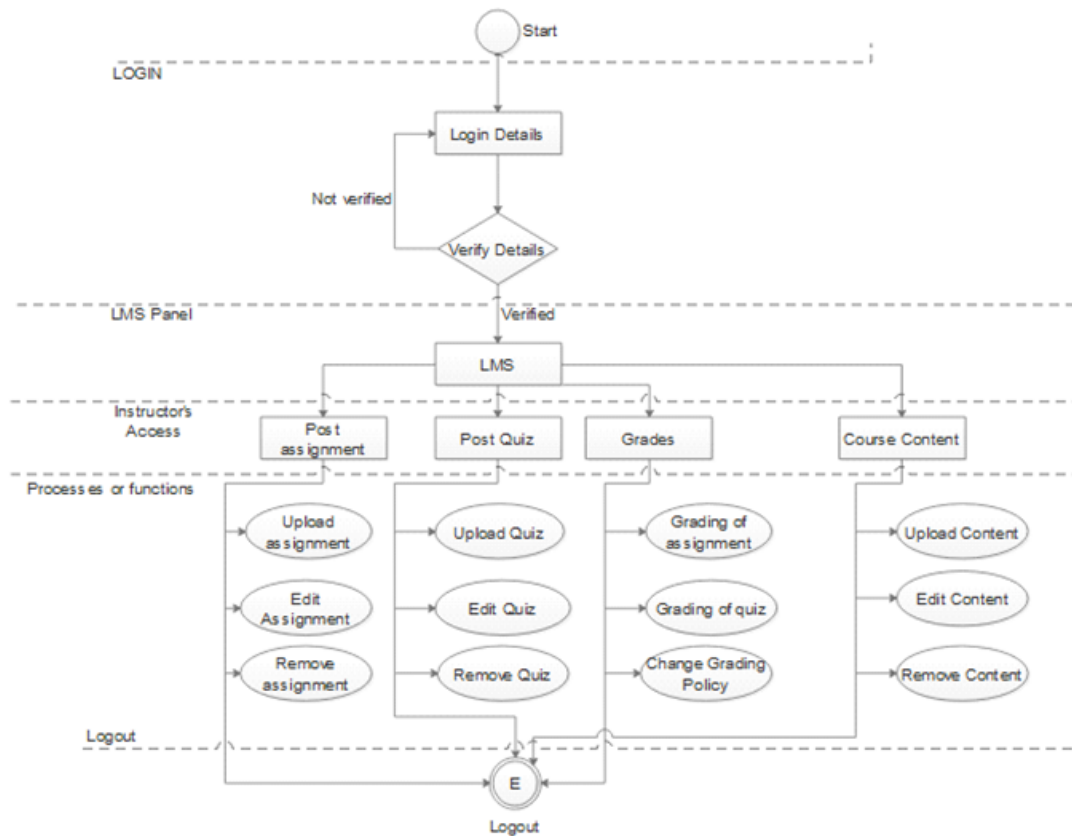 Start
LOGIN
Login Details
Not verified
Verify Details
LMS Panel
Verified
LMS
Instructor's
Access
Post
assignment
Post Quiz
Grades
Course Content
Processes or functions
Upload
assignment
Upload Quiz
Grading of
assignment
Upload Content
Edit
Assignment
Edit Quiz
Grading of quiz
Edit Content
Remove
assignment
Remove Quiz
Change Grading
Policy
Remove Content
Logout
E
Logout